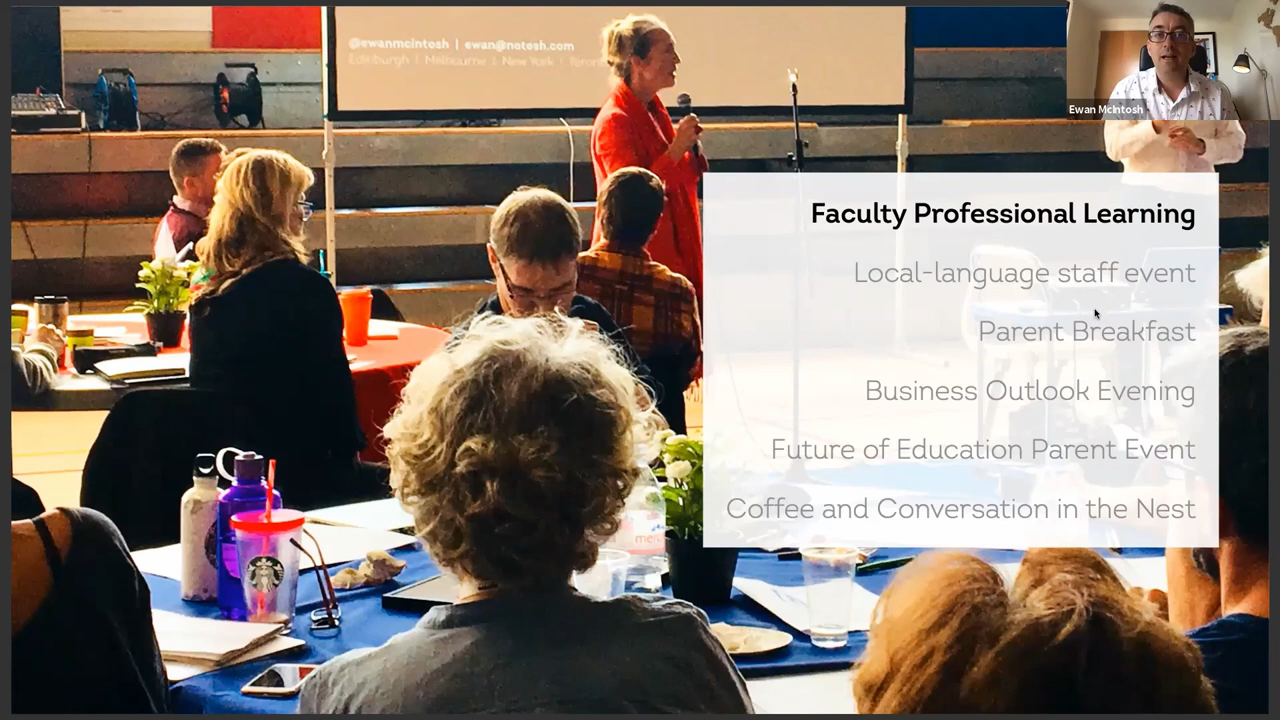 @ewanmcintosh | ewan@notosh.com
Edinburgh | Melbourne | New York | Toronto
Ewan McIntosh
Faculty Professional Learning
Local-language staff event
Parent Breakfast
Business Outlook Evening
Future of Education Parent Event
Coffee and Conversation in the Nest